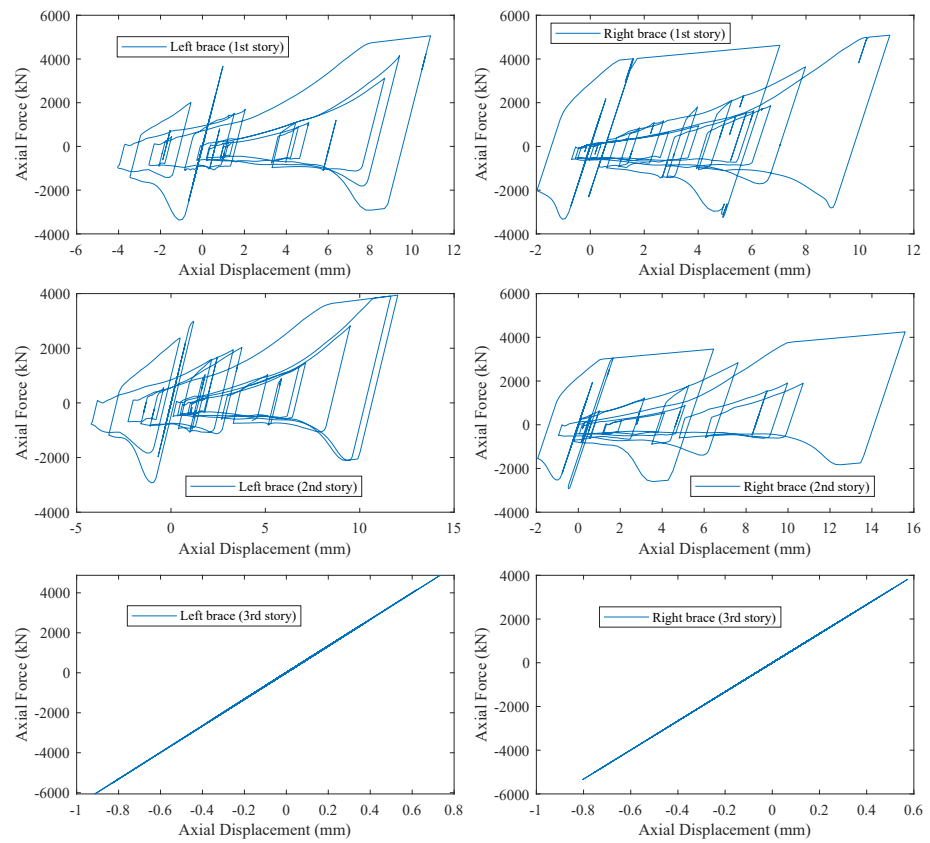 6000
4000
2000
0
-2000
-4000
Axial Force (kN)
Left brace (1st story)
-6 -4 -2 0 2 4 6 8 10 12
Axial Displacement (mm)
6000
4000
2000
0
-2000
-4000
Axial Force (kN)
Right brace (1st story)
-2 0 2 4 6 8 10 12
Axial Displacement (mm)
4000
2000
0
-2000
-4000
Axial Force (kN)
Left brace (2nd story)
-5 0 5 10 15
Axial Displacement (mm)
6000
4000
2000
0
-2000
-4000
Axial Force (kN)
Right brace (2nd story)
-2 0 2 4 6 8 10 12 14 16
Axial Displacement (mm)
4000
2000
0
-2000
-4000
-6000
Axial Force (kN)
Left brace (3rd story)
-1 -0.8 -0.6 -0.4 -0.2 0 0.2 0.4 0.6 0.8
Axial Displacement (mm)
4000
2000
0
-2000
-4000
-6000
Axial Force (kN)
Right brace (3rd story)
-1 -0.8 -0.6 -0.4 -0.2 0 0.2 0.4 0.6
Axial Displacement (mm)